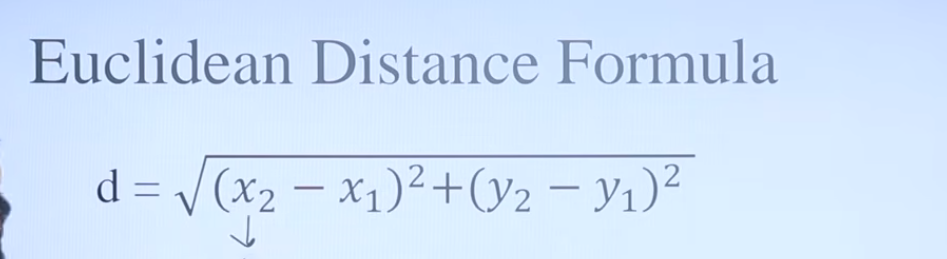 Euclidean Distance Formula
d = √(x₂ − x₁)²+(y₂ − y₁)²